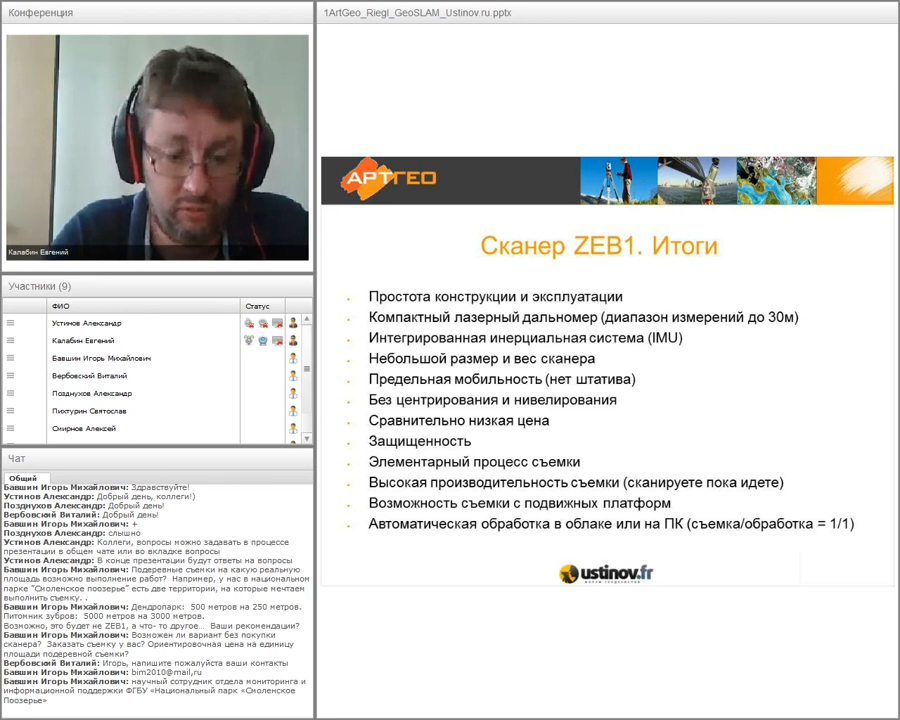 Конференция
Калабин Евгений
Участники (9)
ФИО Статус
Устинов Александр
Калабин Евгений
Бавшин Игорь Михайлович
Вербовский Виталий
Позднухов Александр
Пихтурин Святослав
Смирнов Алексей
Чат
Общий
Бавшин Игорь Михайлович: Здравствуйте!
Устинов Александр: Добрый день, коллеги!)
Позднухов Александр: Добрый день!
Вербовский Виталий: Добрый день!
Бавшин Игорь Михайлович: +
Позднухов Александр: слышно
Устинов Александр: Коллеги, вопросы можно задавать в процессе
презентации в общем чате или во вкладке вопросы
Устинов Александр: В конце презентации будут ответы на вопросы
Бавшин Игорь Михайлович: Подеревные съемки на какую реальную
площадь возможно выполнение работ? Например, у нас в национальном
парке "Смоленское поозерье" есть две территории, на которые мечтаем
выполнить съемку. .
Бавшин Игорь Михайлович: Дендропарк: 500 метров на 250 метров.
Питомник зубров: 5000 метров на 3000 метров.
Возможно, это будет не ZEB1, а что- то другое... Ваши рекомендации?
Бавшин Игорь Михайлович: Возможен ли вариант без покупки
сканера? Заказать съемку у вас? Ориентировочная цена на единицу
площади подеревной съемки?
Вербовский Виталий: Игорь, напишите пожалуйста ваши контакты
Бавшин Игорь Михайлович: bim2010@mail,ru
Бавшин Игорь Михайлович: научный сотрудник отдела мониторинга и
информационной поддержки ФГБУ «Национальный парк «Смоленское
Поозерье»
1ArtGeo_Riegl_GeoSLAM_Ustinov.ru.pptx
АРТГЕО
Сканер ZEB1. Итоги
Простота конструкции и эксплуатации
Компактный лазерный дальномер (диапазон измерений до 30м)
Интегрированная инерциальная система (IMU)
Небольшой размер и вес сканера
Предельная мобильность (нет штатива)
Без центрирования и нивелирования
Сравнительно низкая цена
Защищенность
Элементарный процесс съемки
Высокая производительность съемки (сканируете пока идете)
Возможность съемки с подвижных платформ
Автоматическая обработка в облаке или на ПК (съемка/обработка = 1/1)
ustinov.fr